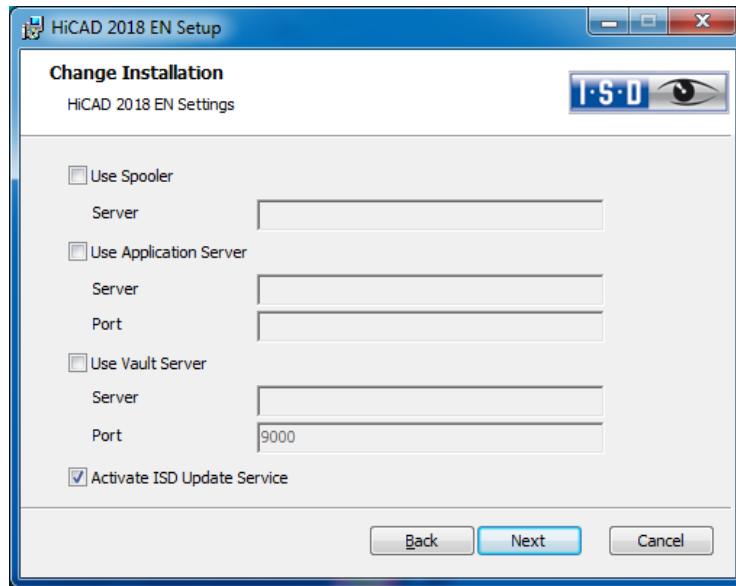 HiCAD 2018 EN Setup
Change Installation
HiCAD 2018 EN Settings
I·S·D
Use Spooler
Server
Use Application Server
Server
Port
Use Vault Server
Server
Port
9000
Activate ISD Update Service
Back
Next
Cancel